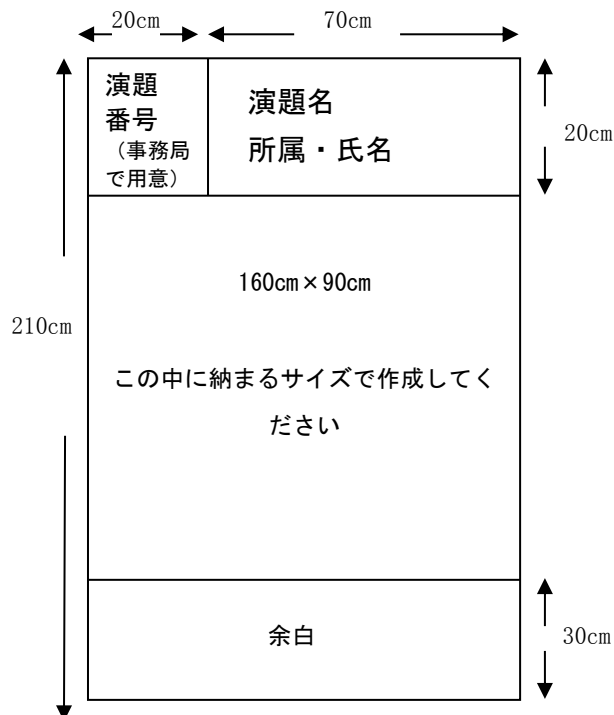 20cm
70cm
演題
番号
（事務局
で用意）
演題名
所属・氏名
20cm
160cm×90cm
210cm
この中に納まるサイズで作成してく
ださい
余白
30cm